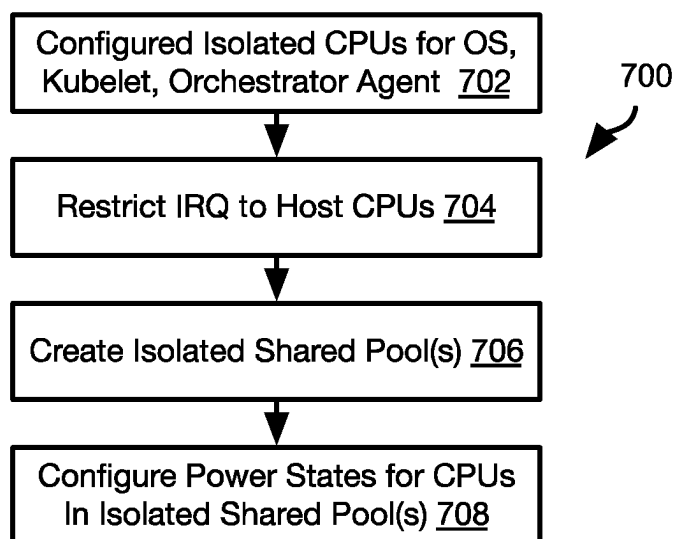 Configured Isolated CPUs for OS,
Kubelet, Orchestrator Agent 702
700
Restrict IRQ to Host CPUs 704
Create Isolated Shared Pool(s) 706
Configure Power States for CPUs
In Isolated Shared Pool(s) 708